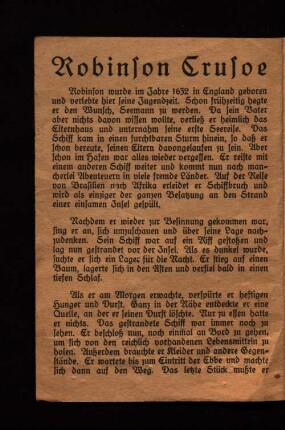 Robinson Crusoe
Robinson wurde im Jahre 1632 in England geboren
und verlebte hier seine Jugendzeit. Schon frühzeitig hegte
er den Wunsch, Seemann zu werden. Da sein Vater
aber nichts davon wissen wollte, verließ er heimlich das
Elternhaus und unternahm seine erste Seereise. Das
Schiff kam in einen furchtbaren Sturm hinein, so daß er
schon bereute, seinen Eltern davongelaufen zu sein. Aber
schon im Hafen war alles wieder vergessen. Er reiste mit
einem anderen Schiff weiter und kommt nun nach man-
cherlei Abenteuern in viele fremde Länder. Auf der Reise
von Brasilien nach Afrika erleidet er Schiffbruch und
wird als einziger der ganzen Besatzung an den Strand
einer einsamen Insel gespült.
Nachdem er wieder zur Besinnung gekommen war,
fing er an, sich umzuschauen und über seine Lage nach-
zudenken. Sein Schiff war auf ein Riff gestoßen und
lag nun gestrandet vor der Insel. Als es dunkel wurde,
suchte er sich ein Lager für die Nacht. Er stieg auf einen
Baum, lagerte sich in den Ästen und verfiel bald in einen
tiefen Schlaf.
Als er am Morgen erwachte, verspürte er heftigen
Hunger und Durst. Ganz in der Nähe entdeckte er eine
Quelle, an der er seinen Durst löschte. Nur zu essen hatte
er nichts. Das gestrandete Schiff war immer noch zu
sehen. Er beschloß nun, noch einmal an Bord zu gehen,
um sich von den reichlich vorhandenen Lebensmitteln zu
holen. Außerdem brauchte er Kleider und andere Gegen-
stände. Er wartete bis zum Eintritt der Ebbe und machte
sich dann auf den Weg. Das letzte Stück mußte er